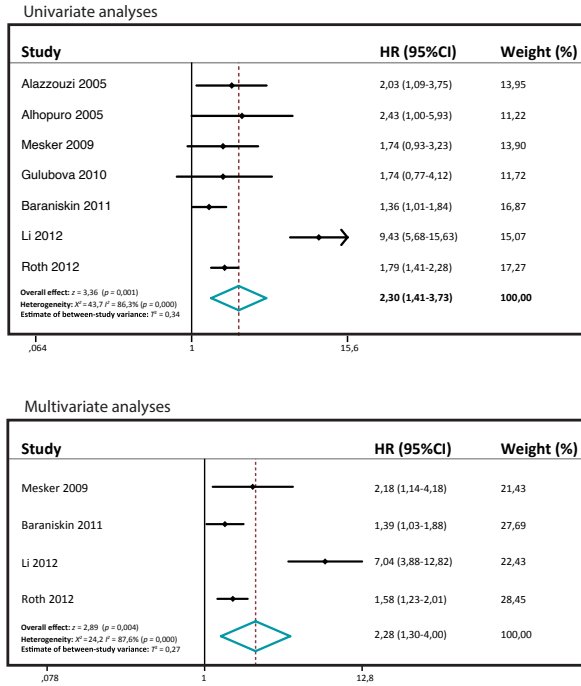 Univariate analyses
Study HR (95%CI) Weight (%)
Alazzouzi 2005 2,03 (1,09-3,75) 13,95
Alhopuro 2005 2,43 (1,00-5,93) 11,22
Mesker 2009 1,74 (0,93-3,23) 13,90
Gulubova 2010 1,74 (0,77-4,12) 11,72
Baraniskin 2011 1,36 (1,01-1,84) 16,87
Li 2012 9,43 (5,68-15,63) 15,07
Roth 2012 1,79 (1,41-2,28) 17,27
Overall effect: z = 3,36 (p = 0,001)
Heterogeneity: X² = 43,7 I² = 86,3% (p = 0,000) 2,30 (1,41-3,73) 100,00
Estimate of between-study variance: T² = 0,34
,064 1 15,6
Multivariate analyses
Study HR (95%CI) Weight (%)
Mesker 2009 2,18 (1,14-4,18) 21,43
Baraniskin 2011 1,39 (1,03-1,88) 27,69
Li 2012 7,04 (3,88-12,82) 22,43
Roth 2012 1,58 (1,23-2,01) 28,45
Overall effect: z = 2,89 (p = 0,004)
Heterogeneity: X² = 24,2 I² = 87,6% (p = 0,000) 2,28 (1,30-4,00) 100,00
Estimate of between-study variance: T² = 0,27
,078 1 12,8